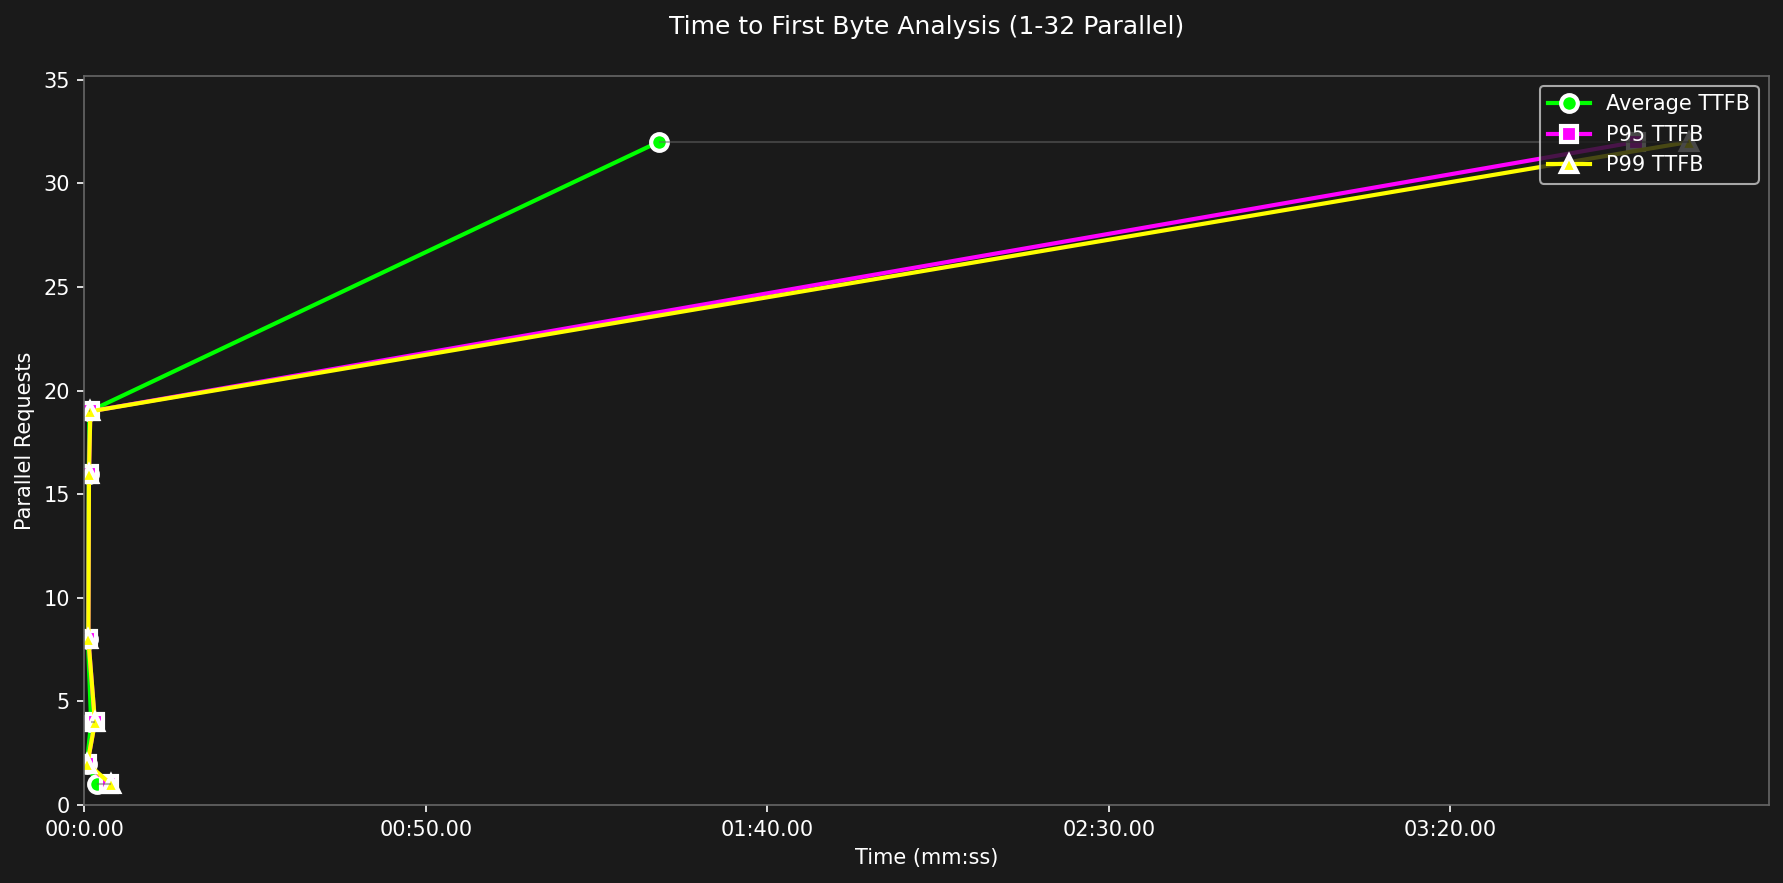 Time to First Byte Analysis (1-32 Parallel)
Average TTFB
P95 TTFB
P99 TTFB
Parallel Requests
35
30
25
20
15
10
5
0
00:0.00
00:50.00
01:40.00
02:30.00
03:20.00
Time (mm:ss)